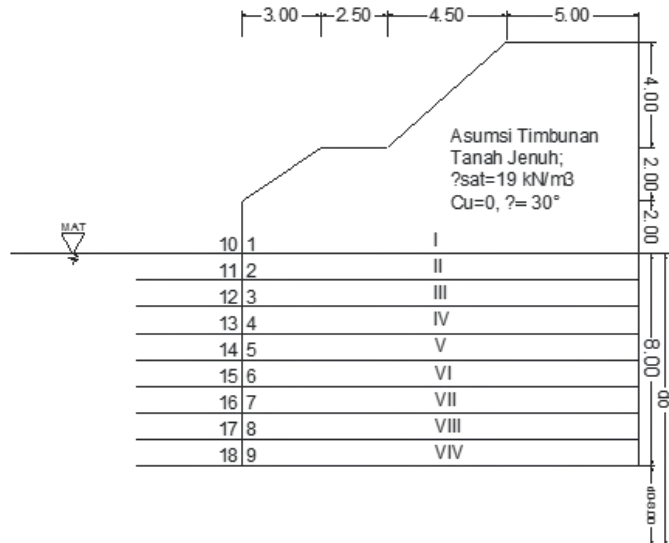 3.00 2.50 4.50 5.00
4.00
Asumsi Timbunan
Tanah Jenuh;
?sat=19 kN/m3
Cu=0, ?= 30°
2.00
2.00
MAT
10 1 I
11 2 II
12 3 III
13 4 IV
14 5 V
15 6 VI
16 7 VII
17 8 VIII
18 9 VIV
8.00